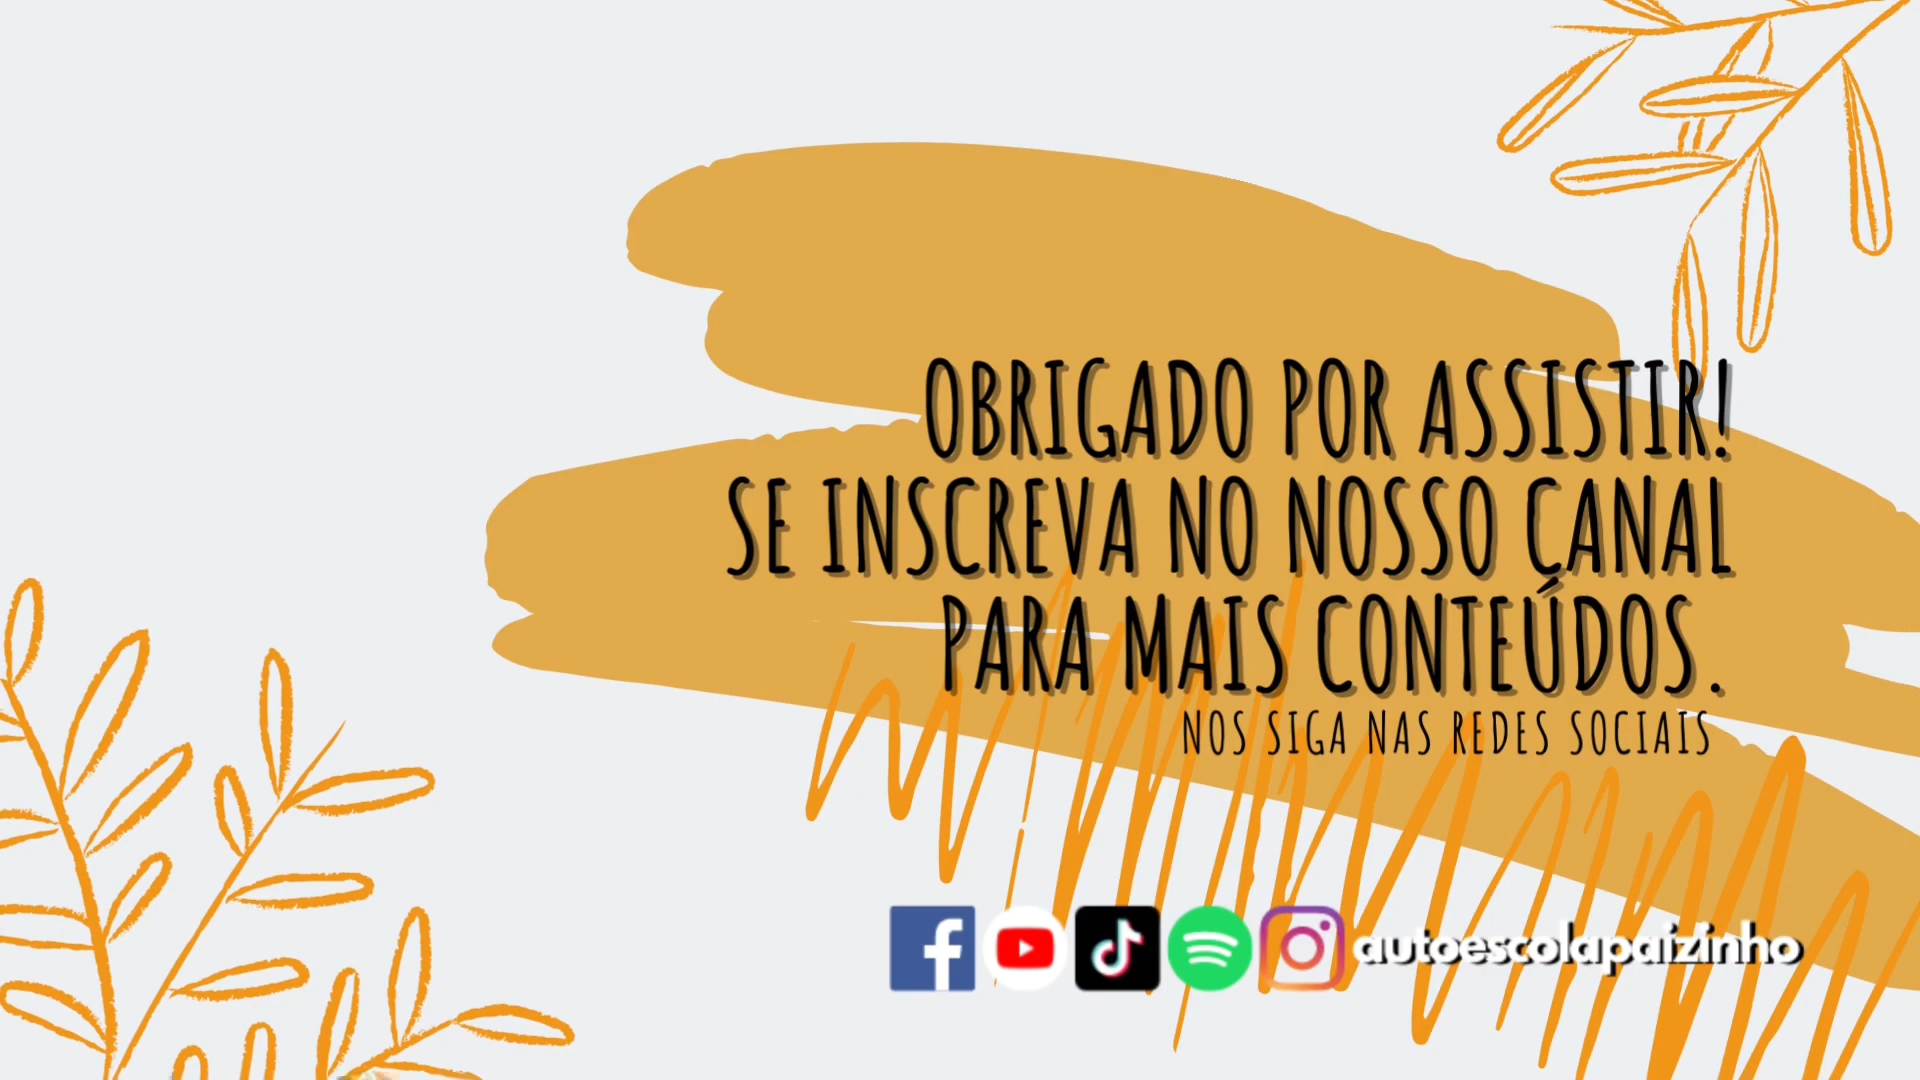 OBRIGADO POR ASSISTIR!
SE INSCREVA NO NOSSO CANAL
PARA MAIS CONTEÚDOS.
NOS SIGA NAS REDES SOCIAIS
autoescolapaizinho